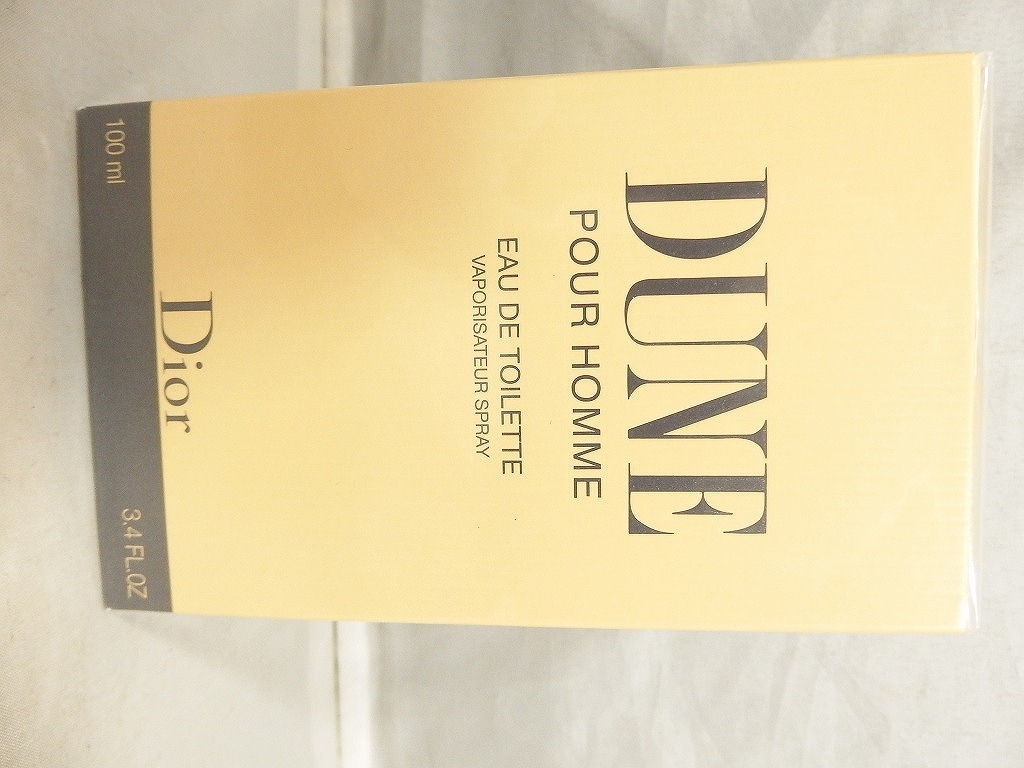 DUNE
POUR HOMME
EAU DE TOILETTE
VAPORISATEUR SPRAY
Dior
100 ml 3.4 FL.OZ